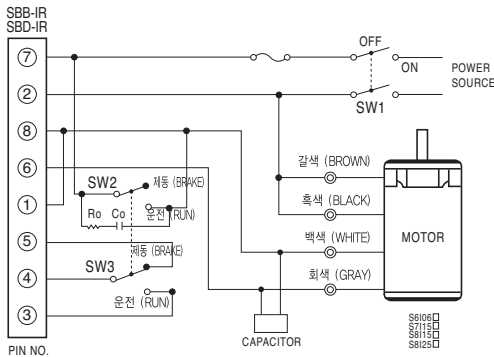 SBB-IR
SBD-IR
7
2
8
6
1
5
4
3
PIN NO.
OFF
ON
POWER
SOURCE
SW1
SW2
제동 (BRAKE)
Ro Co
운전 (RUN)
제동 (BRAKE)
SW3
운전 (RUN)
갈색 (BROWN)
흑색 (BLACK)
백색 (WHITE)
회색 (GRAY)
MOTOR
CAPACITOR
S6I06□
S7I15□
S8I15□
S8I25□